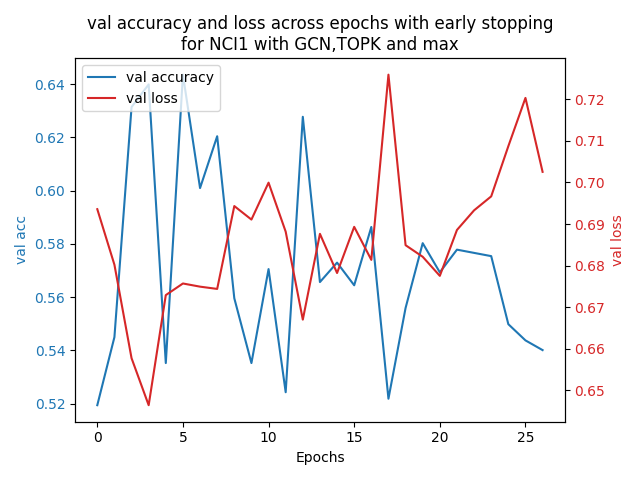 val accuracy and loss across epochs with early stopping
for NCI1 with GCN,TOPK and max
val accuracy
val loss
0.64
0.62
0.60
0.58
0.56
0.54
0.52
val acc
0.72
0.71
0.70
0.69
0.68
0.67
0.66
0.65
val loss
0 5 10 15 20 25
Epochs